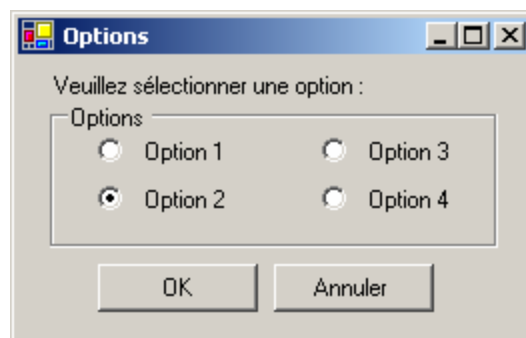 Options
Veuillez sélectionner une option :
Options
Option 1
Option 3
Option 2
Option 4
OK
Annuler